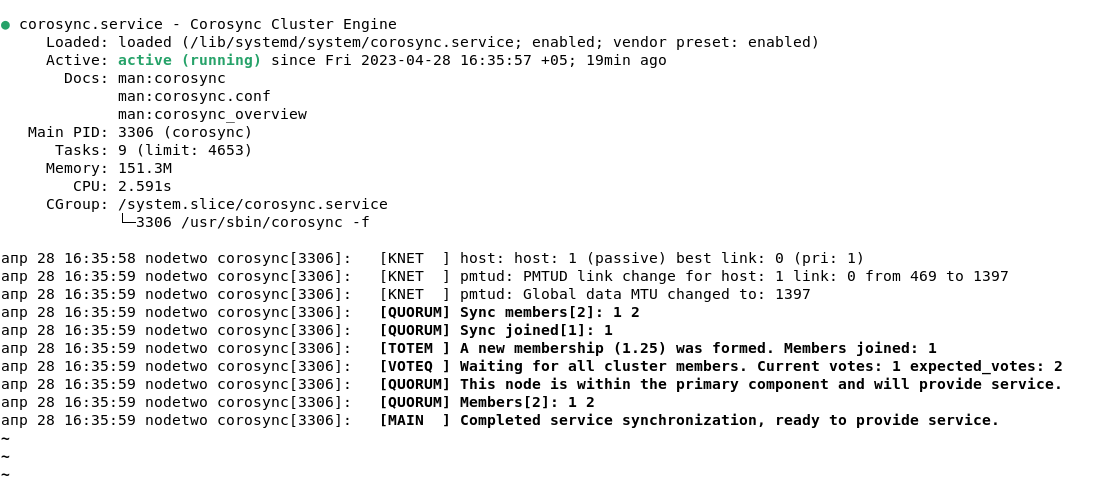 ● corosync.service - Corosync Cluster Engine
Loaded: loaded (/lib/systemd/system/corosync.service; enabled; vendor preset: enabled)
Active: active (running) since Fri 2023-04-28 16:35:57 +05; 19min ago
Docs: man:corosync
man:corosync.conf
man:corosync_overview
Main PID: 3306 (corosync)
Tasks: 9 (limit: 4653)
Memory: 151.3M
CPU: 2.591s
CGroup: /system.slice/corosync.service
└─3306 /usr/sbin/corosync -f
апр 28 16:35:58 nodetwo corosync[3306]:   [KNET  ] host: host: 1 (passive) best link: 0 (pri: 1)
апр 28 16:35:59 nodetwo corosync[3306]:   [KNET  ] pmtud: PMTUD link change for host: 1 link: 0 from 469 to 1397
апр 28 16:35:59 nodetwo corosync[3306]:   [KNET  ] pmtud: Global data MTU changed to: 1397
апр 28 16:35:59 nodetwo corosync[3306]:   [QUORUM] Sync members[2]: 1 2
апр 28 16:35:59 nodetwo corosync[3306]:   [QUORUM] Sync joined[1]: 1
апр 28 16:35:59 nodetwo corosync[3306]:   [TOTEM ] A new membership (1.25) was formed. Members joined: 1
апр 28 16:35:59 nodetwo corosync[3306]:   [VOTEQ ] Waiting for all cluster members. Current votes: 1 expected_votes: 2
апр 28 16:35:59 nodetwo corosync[3306]:   [QUORUM] This node is within the primary component and will provide service.
апр 28 16:35:59 nodetwo corosync[3306]:   [QUORUM] Members[2]: 1 2
апр 28 16:35:59 nodetwo corosync[3306]:   [MAIN  ] Completed service synchronization, ready to provide service.
~
~
~